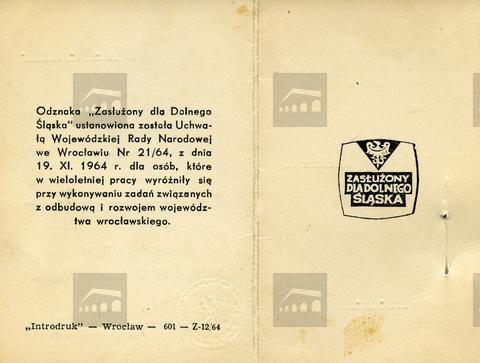 Odznaka „Zasłużony dla Dolnego
Śląska" ustanowiona została Uchwa-
łą Wojewódzkiej Rady Narodowej
we Wrocławiu Nr 21/64, z dnia
19. XI. 1964 r. dla osób, które
w wieloletniej pracy wyróżniły się
przy wykonywaniu zadań związanych
z odbudową i rozwojem wojewódz-
twa wrocławskiego.
„Introdruk" — Wrocław — 601 — Z-12/64
ZASŁUŻONY
DLA DOLNEGO
ŚLĄSKA